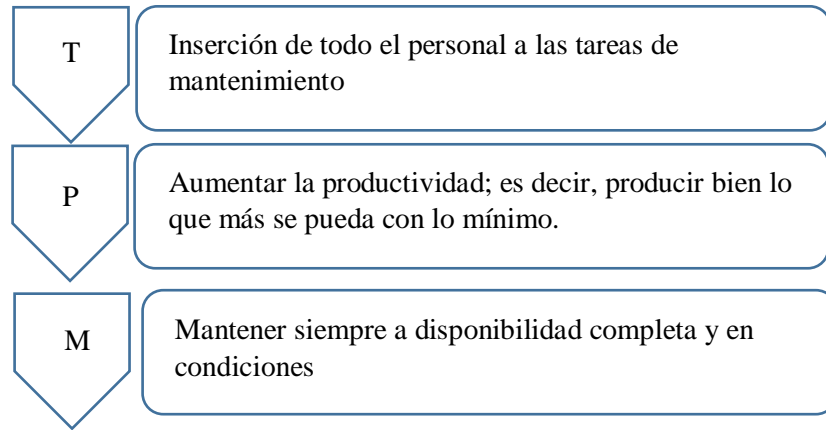 T
Inserción de todo el personal a las tareas de
mantenimiento
P
Aumentar la productividad; es decir, producir bien lo
que más se pueda con lo mínimo.
M
Mantener siempre a disponibilidad completa y en
condiciones